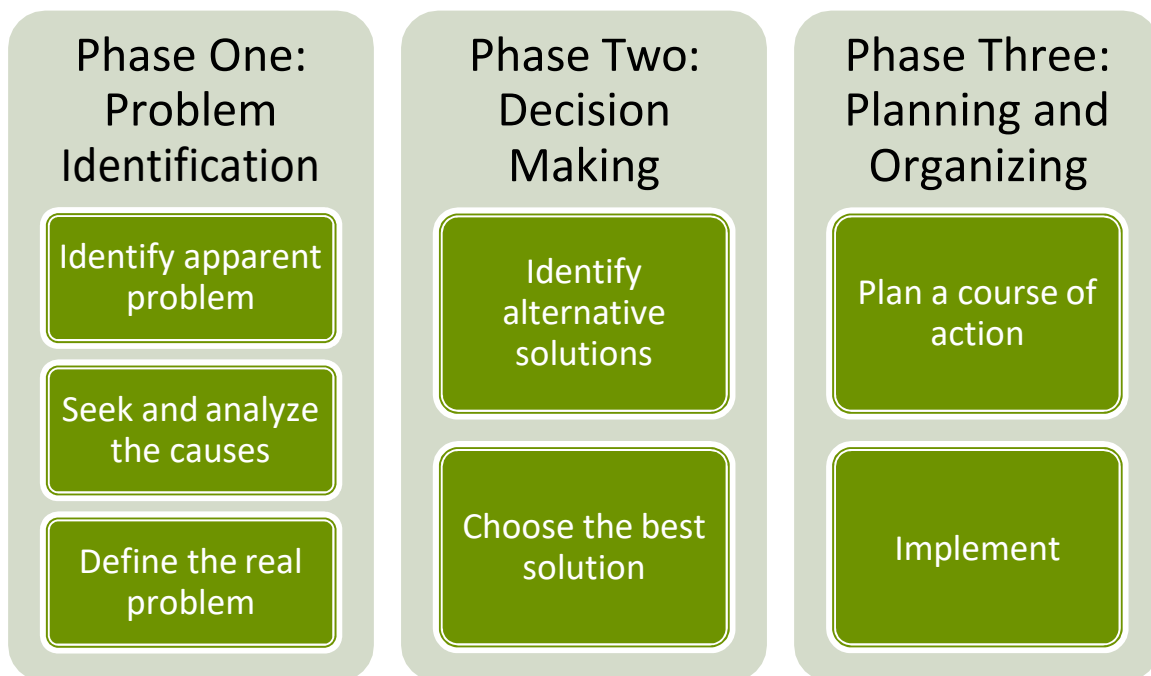 Phase One:
Problem
Identification
Identify apparent
problem
Seek and analyze
the causes
Define the real
problem
Phase Two:
Decision
Making
Identify
alternative
solutions
Choose the best
solution
Phase Three:
Planning and
Organizing
Plan a course of
action
Implement